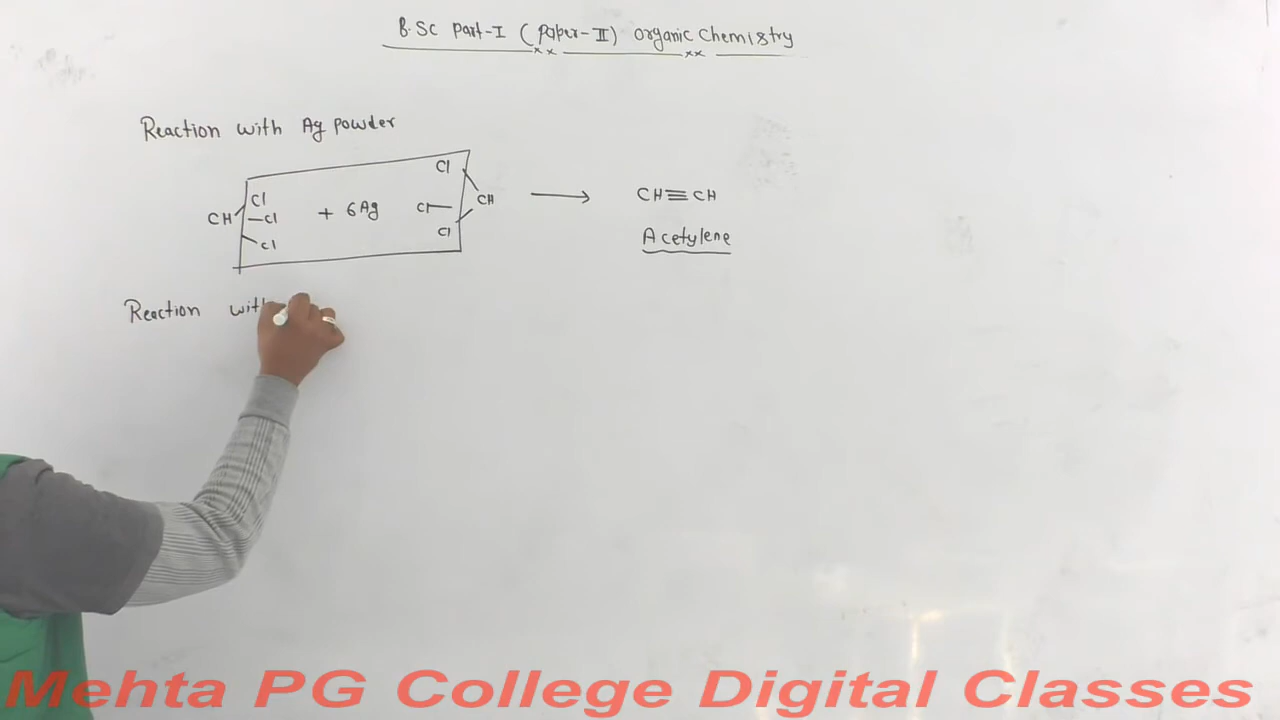 B.Sc Part-I (Paper-II) Organic Chemistry
Reaction with Ag powder
CH Cl Cl Cl + 6Ag Cl Cl Cl CH ⟶ CH≡CH
Acetylene
Reaction with
Mehta PG College Digital Classes